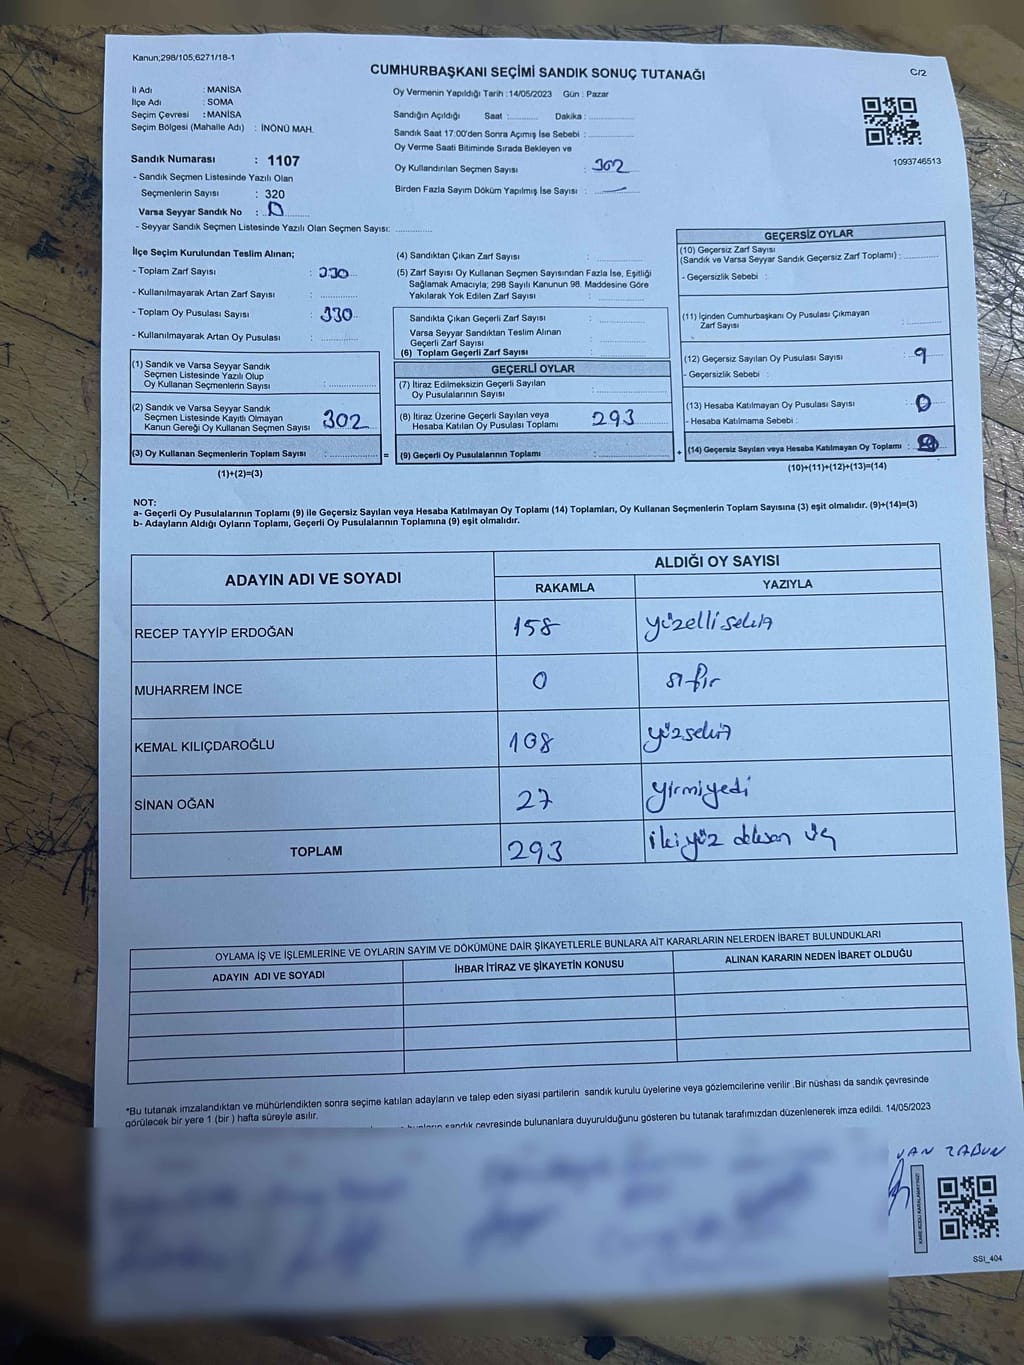 Kanun;298/105;6271/18-1
C/2
CUMHURBAŞKANI SEÇİMİ SANDIK SONUÇ TUTANAĞI
İl Adı : MANİSA
İlçe Adı : SOMA
Seçim Çevresi : MANİSA
Seçim Bölgesi (Mahalle Adı) : İNÖNÜ MAH.
Oy Vermenin Yapıldığı Tarih :14/05/2023 Gün : Pazar
Sandığın Açıldığı Saat :.......... Dakika :..........
Sandık Saat 17:00'den Sonra Açımış İse Sebebi :..........
Oy Verme Saati Bitiminde Sırada Bekleyen ve
Oy Kullandırılan Seçmen Sayısı : 302
Birden Fazla Sayım Döküm Yapılmış İse Sayısı : —
1093746513
Sandık Numarası : 1107
- Sandık Seçmen Listesinde Yazılı Olan
Seçmenlerin Sayısı : 320
Varsa Seyyar Sandık No : 0
- Seyyar Sandık Seçmen Listesinde Yazılı Olan Seçmen Sayısı:..........
İlçe Seçim Kurulundan Teslim Alınan;
- Toplam Zarf Sayısı : 330
- Kullanılmayarak Artan Zarf Sayısı :..........
- Toplam Oy Pusulası Sayısı : 330
- Kullanılmayarak Artan Oy Pusulası :..........
(1) Sandık ve Varsa Seyyar Sandık
Seçmen Listesinde Yazılı Olup
Oy Kullanan Seçmenlerin Sayısı :..........
(2) Sandık ve Varsa Seyyar Sandık
Seçmen Listesinde Kayıtlı Olmayan
Kanun Gereği Oy Kullanan Seçmen Sayısı 302
(3) Oy Kullanan Seçmenlerin Toplam Sayısı :..........
=
(1)+(2)=(3)
(4) Sandıktan Çıkan Zarf Sayısı :..........
(5) Zarf Sayısı Oy Kullanan Seçmen Sayısından Fazla İse, Eşitliği
Sağlamak Amacıyla; 298 Sayılı Kanunun 98. Maddesine Göre
Yakılarak Yok Edilen Zarf Sayısı :..........
Sandıkta Çıkan Geçerli Zarf Sayısı :..........
Varsa Seyyar Sandıktan Teslim Alınan
Geçerli Zarf Sayısı :..........
(6) Toplam Geçerli Zarf Sayısı :..........
GEÇERLİ OYLAR
(7) İtiraz Edilmeksizin Geçerli Sayılan
Oy Pusulalarının Sayısı :..........
(8) İtiraz Üzerine Geçerli Sayılan veya
Hesaba Katılan Oy Pusulası Toplamı 293
(9) Geçerli Oy Pusulalarının Toplamı :..........
+
GEÇERSİZ OYLAR
(10) Geçersiz Zarf Sayısı
(Sandık ve Varsa Seyyar Sandık Geçersiz Zarf Toplamı) :..........
- Geçersizlik Sebebi :
(11) İçinden Cumhurbaşkanı Oy Pusulası Çıkmayan
Zarf Sayısı :..........
(12) Geçersiz Sayılan Oy Pusulası Sayısı : 9
- Geçersizlik Sebebi :
(13) Hesaba Katılmayan Oy Pusulası Sayısı : 0
- Hesaba Katılmama Sebebi :
(14) Geçersiz Sayılan veya Hesaba Katılmayan Oy Toplamı :
(10)+(11)+(12)+(13)=(14)
NOT:
a- Geçerli Oy Pusulalarının Toplamı (9) ile Geçersiz Sayılan veya Hesaba Katılmayan Oy Toplamı (14) Toplamları, Oy Kullanan Seçmenlerin Toplam Sayısına (3) eşit olmalıdır. (9)+(14)=(3)
b- Adayların Aldığı Oyların Toplamı, Geçerli Oy Pusulalarının Toplamına (9) eşit olmalıdır.
ADAYIN ADI VE SOYADI
ALDIĞI OY SAYISI
RAKAMLA YAZIYLA
RECEP TAYYİP ERDOĞAN 158 yüzellisekiz
MUHARREM İNCE 0 sıfır
KEMAL KILIÇDAROĞLU 108 yüzsekiz
SİNAN OĞAN 27 yirmiyedi
TOPLAM 293 ikiyüz doksan üç
OYLAMA İŞ VE İŞLEMLERİNE VE OYLARIN SAYIM VE DÖKÜMÜNE DAİR ŞİKAYETLERLE BUNLARA AİT KARARLARIN NELERDEN İBARET BULUNDUKLARI
ADAYIN ADI VE SOYADI İHBAR İTİRAZ VE ŞİKAYETİN KONUSU ALINAN KARARIN NEDEN İBARET OLDUĞU
*Bu tutanak imzalandıktan ve mühürlendikten sonra seçime katılan adayların ve talep eden siyasi partilerin sandık kurulu üyelerine veya gözlemcilerine verilir .Bir nüshası da sandık çevresinde
görülecek bir yere 1 (bir ) hafta süreyle asılır.
sandık çevresinde bulunanlara duyurulduğunu gösteren bu tutanak tarafımızdan düzenlenerek imza edildi. 14/05/2023
KARE KODU KARALAMAYINIZ!
SSI_404